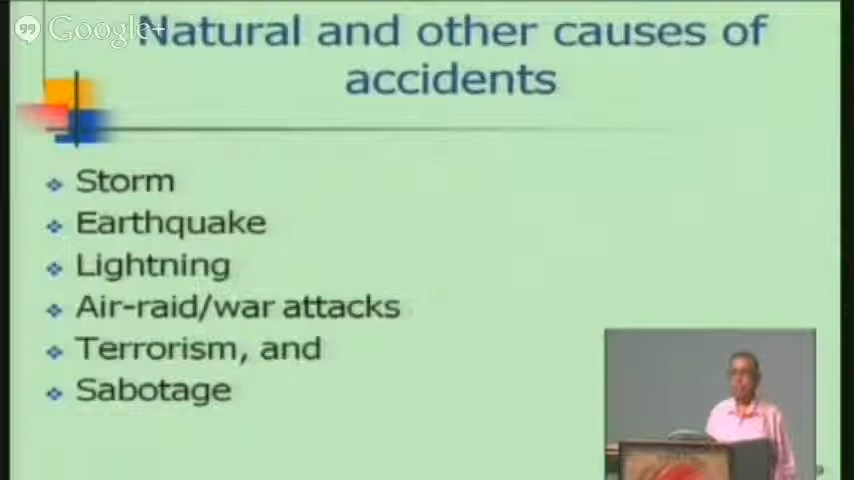 Google+
Natural and other causes of
accidents
Storm
Earthquake
Lightning
Air-raid/war attacks
Terrorism, and
Sabotage